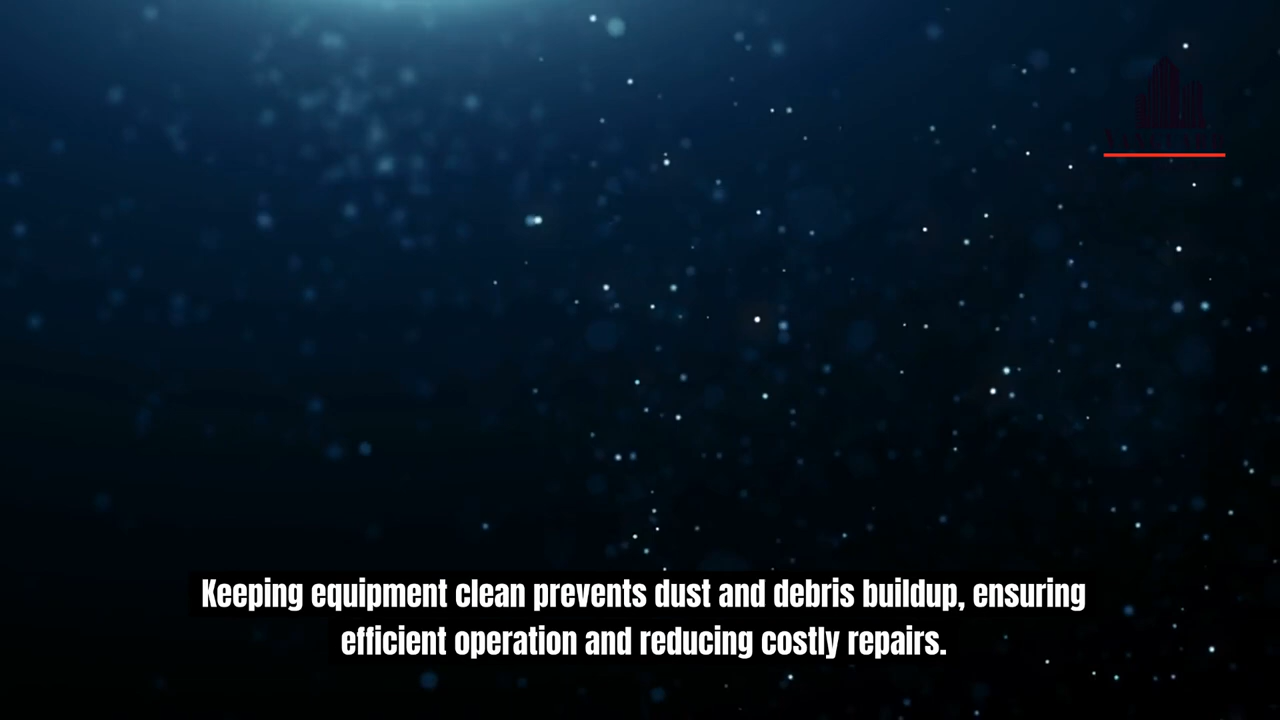 Keeping equipment clean prevents dust and debris buildup, ensuring
efficient operation and reducing costly repairs.